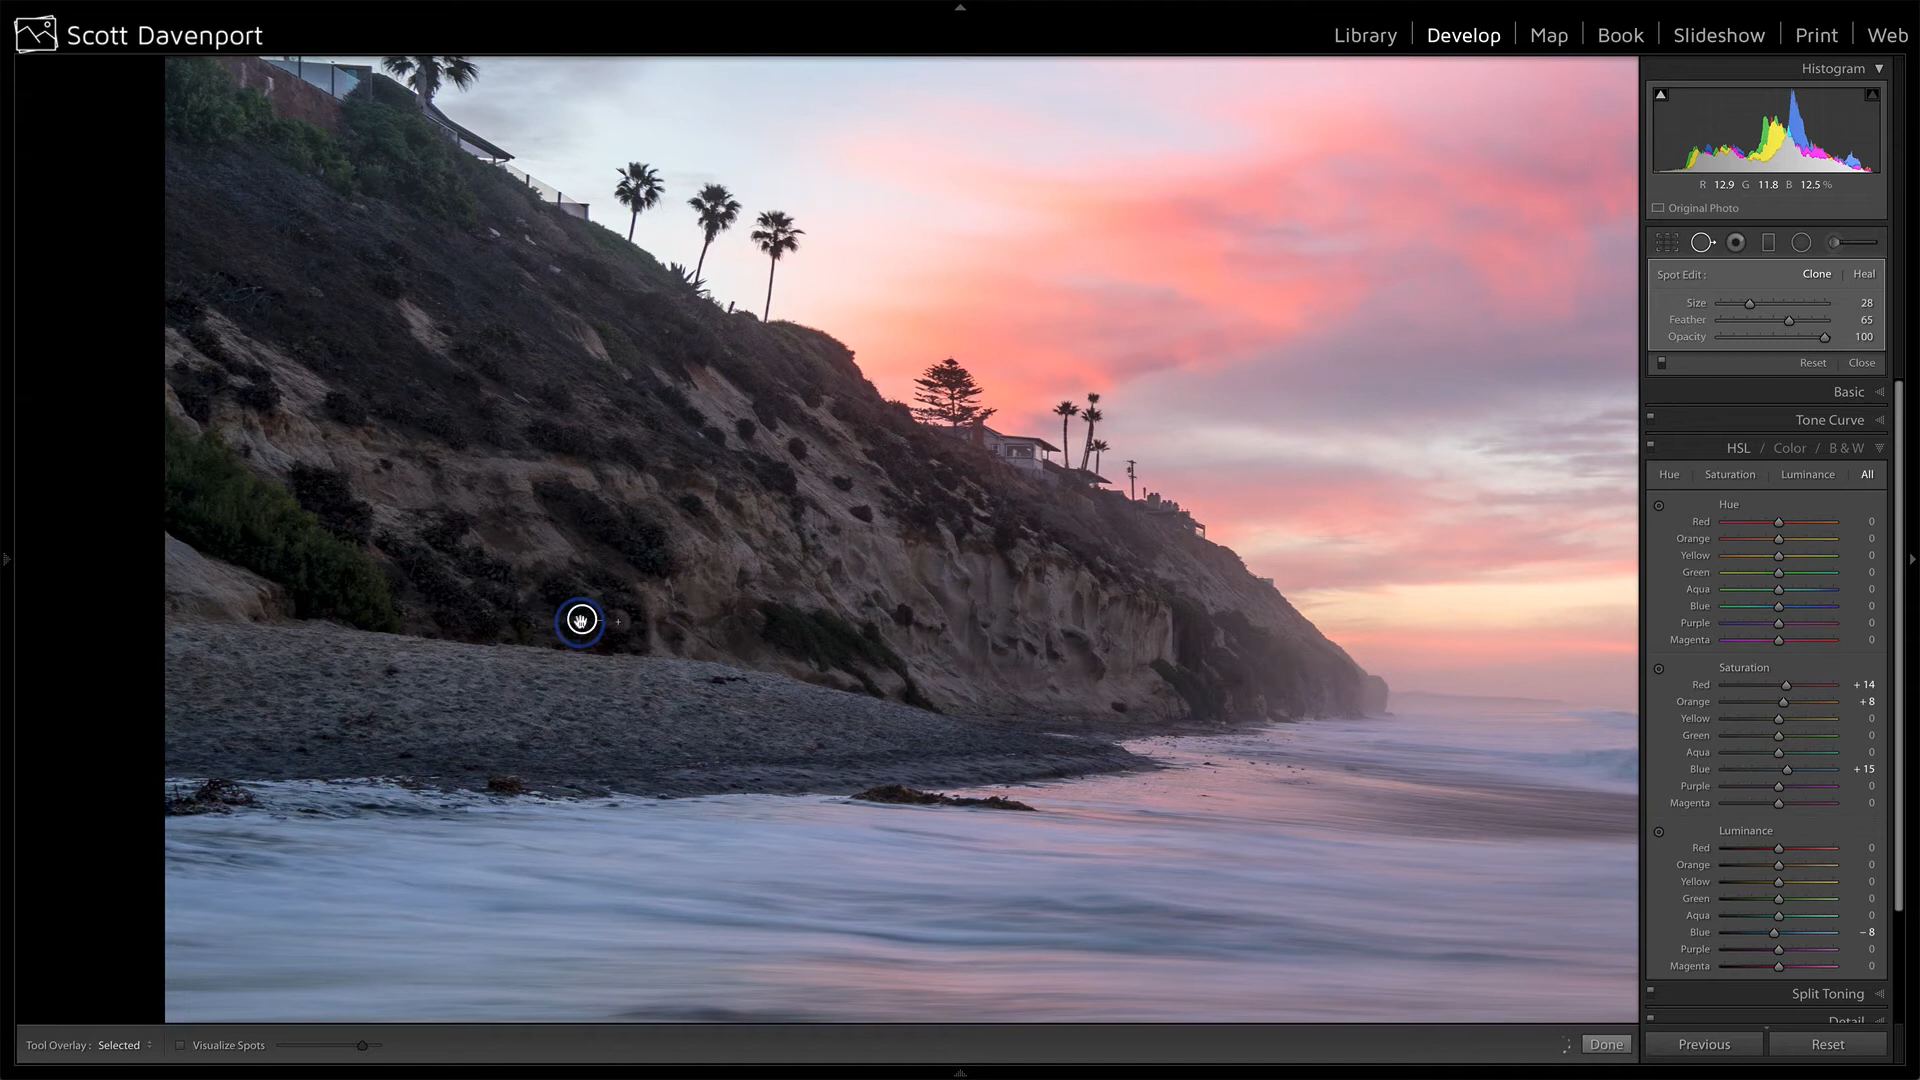 Scott Davenport
Library | Develop | Map | Book | Slideshow | Print | Web
Histogram
R 12.9 G 11.8 B 12.5 %
Original Photo
Spot Edit : Clone | Heal
Size 28
Feather 65
Opacity 100
Reset | Close
Basic
Tone Curve
HSL / Color / B & W
Hue | Saturation | Luminance | All
Hue
Red 0
Orange 0
Yellow 0
Green 0
Aqua 0
Blue 0
Purple 0
Magenta 0
Saturation
Red + 14
Orange + 8
Yellow 0
Green 0
Aqua 0
Blue + 15
Purple 0
Magenta 0
Luminance
Red 0
Orange 0
Yellow 0
Green 0
Aqua 0
Blue – 8
Purple 0
Magenta 0
Split Toning
Detail
Tool Overlay : Selected Visualize Spots Done Previous Reset